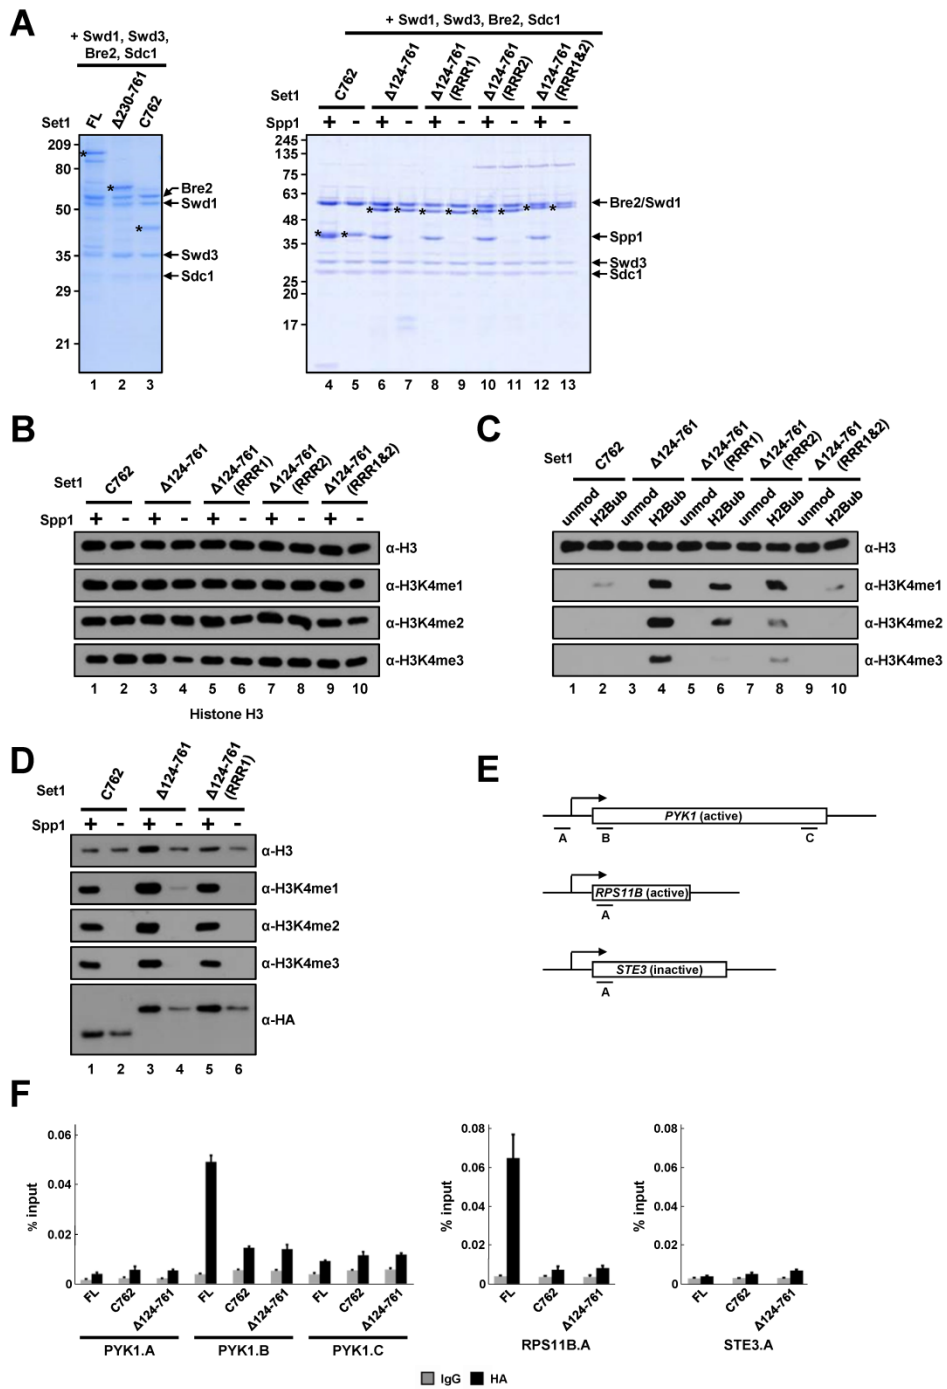 A
+ Swd1, Swd3,
Bre2, Sdc1
Set1
FL
Δ230-761
C762
209
80
50
35
29
21
*
*
*
Bre2
Swd1
Swd3
Sdc1
1 2 3
+ Swd1, Swd3, Bre2, Sdc1
Set1
C762
Δ124-761
Δ124-761
(RRR1)
Δ124-761
(RRR2)
Δ124-761
(RRR1&2)
Spp1
+ - + - + - + - + -
245
135
75
63
48
35
25
20
17
* * * * * * * *
* *
Bre2/Swd1
Spp1
Swd3
Sdc1
4 5 6 7 8 9 10 11 12 13
B
Set1
C762
Δ124-761
Δ124-761
(RRR1)
Δ124-761
(RRR2)
Δ124-761
(RRR1&2)
Spp1
+ - + - + - + - + -
α-H3
α-H3K4me1
α-H3K4me2
α-H3K4me3
1 2 3 4 5 6 7 8 9 10
Histone H3
C
Set1
C762
Δ124-761
Δ124-761
(RRR1)
Δ124-761
(RRR2)
Δ124-761
(RRR1&2)
unmod H2Bub unmod H2Bub unmod H2Bub unmod H2Bub unmod H2Bub
α-H3
α-H3K4me1
α-H3K4me2
α-H3K4me3
1 2 3 4 5 6 7 8 9 10
D
Set1
C762
Δ124-761
Δ124-761
(RRR1)
Spp1
+ - + - + -
α-H3
α-H3K4me1
α-H3K4me2
α-H3K4me3
α-HA
1 2 3 4 5 6
E
PYK1 (active)
A B C
RPS11B (active)
A
STE3 (inactive)
A
F
% input
0.06
0.04
0.02
0
FL C762 Δ124-761 FL C762 Δ124-761 FL C762 Δ124-761
PYK1.A PYK1.B PYK1.C
% input
0.08
0.06
0.04
0.02
0
FL C762 Δ124-761
RPS11B.A
% input
0.08
0.06
0.04
0.02
0
FL C762 Δ124-761
STE3.A
IgG HA